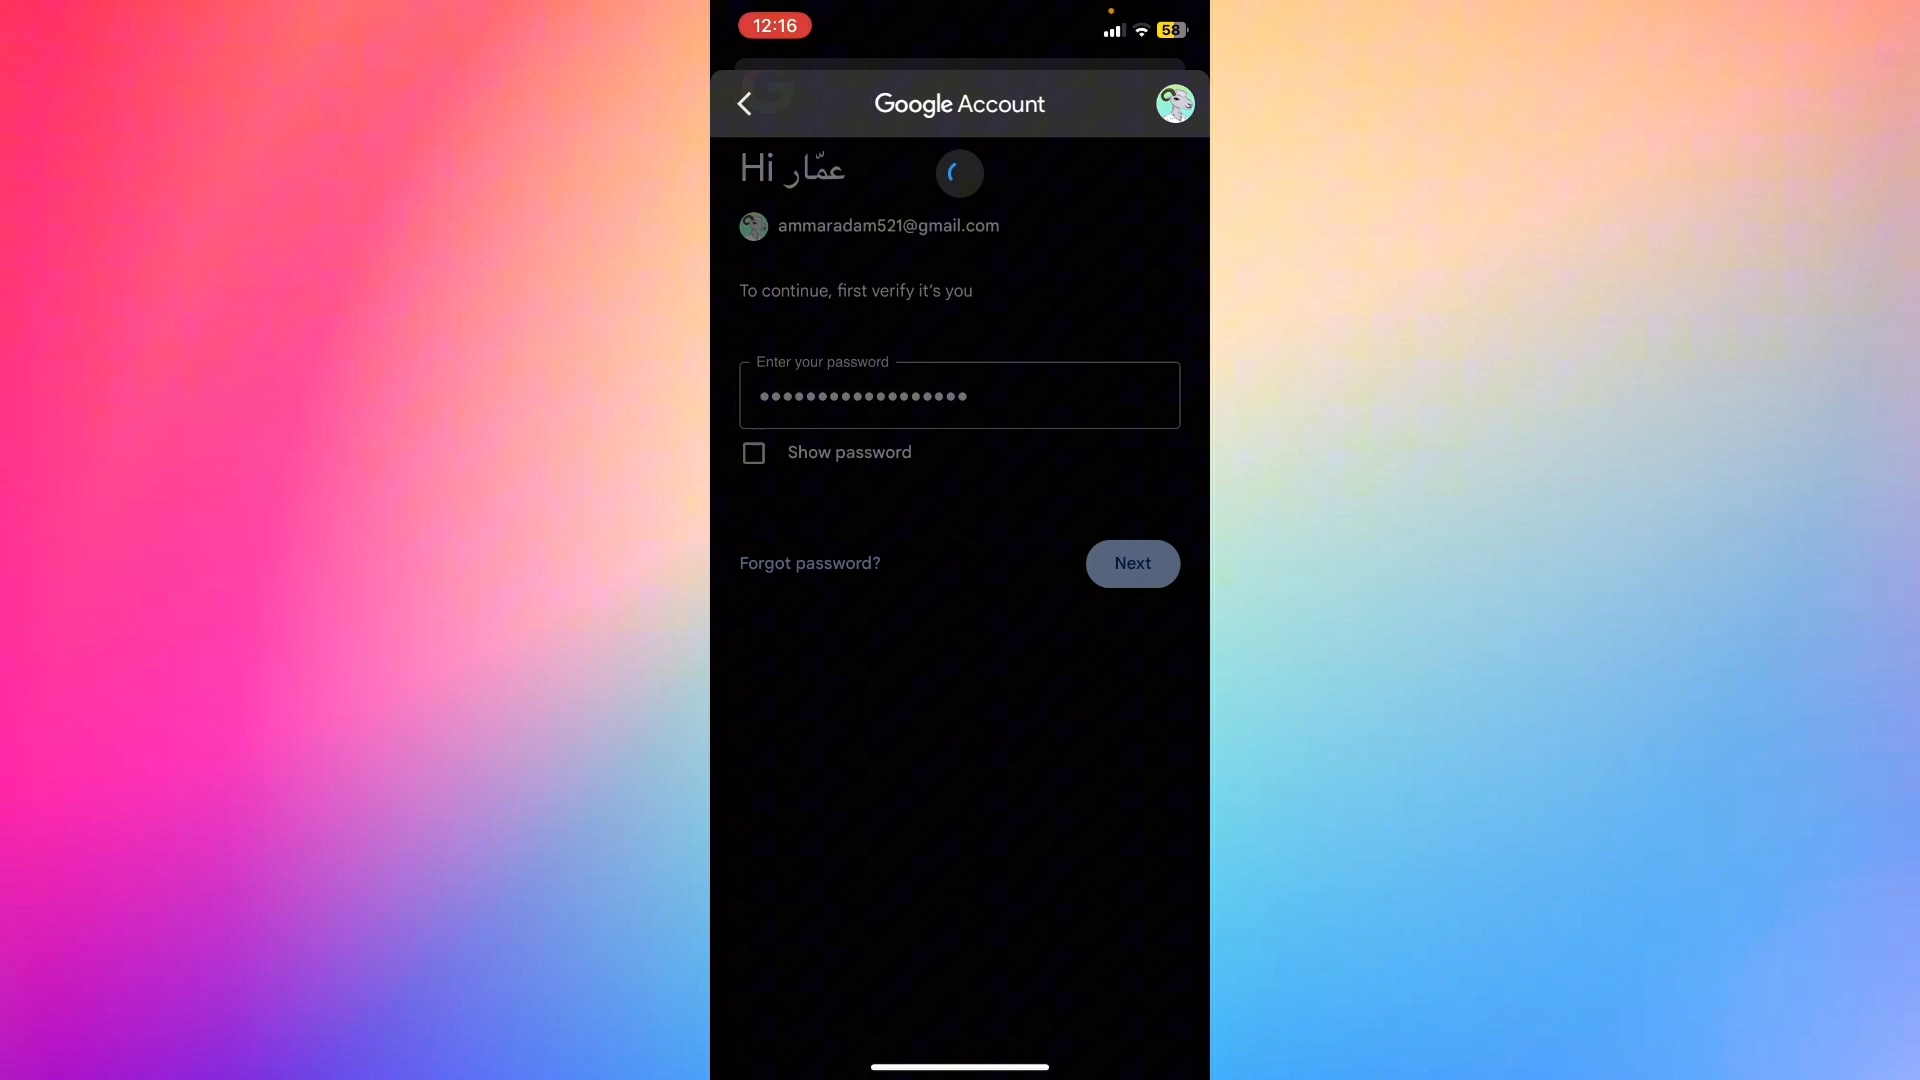 12:16
58
Google Account
Hi عمّار
ammaradam521@gmail.com
To continue, first verify it's you
Enter your password
••••••••••••••••••
Show password
Forgot password?
Next